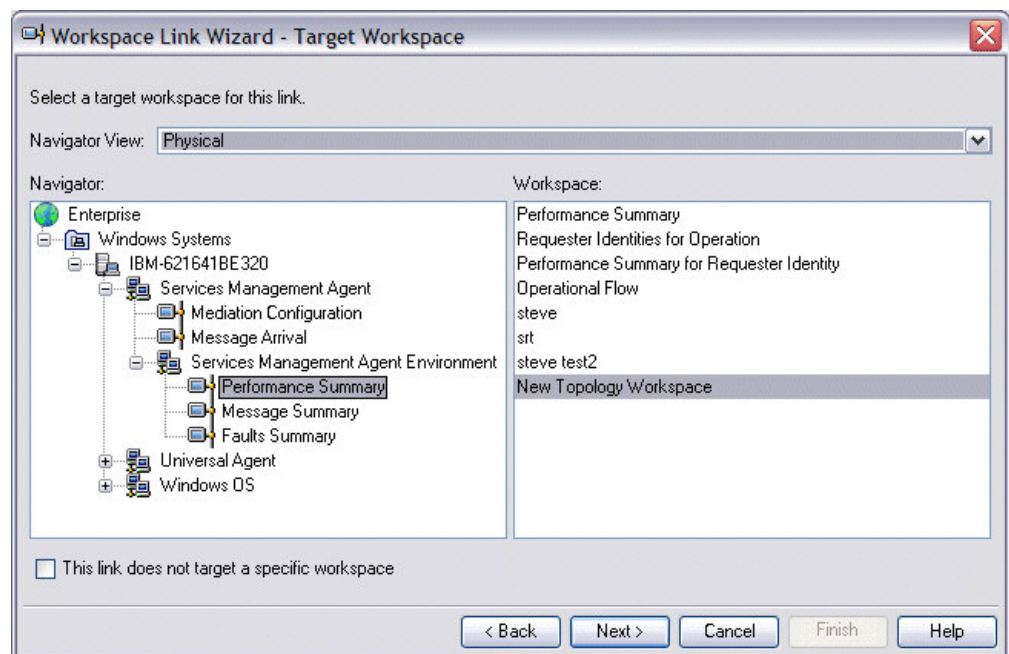 Workspace Link Wizard - Target Workspace
Select a target workspace for this link.
Navigator View: Physical
Navigator:
Enterprise
Windows Systems
IBM-621641BE320
Services Management Agent
Mediation Configuration
Message Arrival
Services Management Agent Environment
Performance Summary
Message Summary
Faults Summary
Universal Agent
Windows OS
Workspace:
Performance Summary
Requester Identities for Operation
Performance Summary for Requester Identity
Operational Flow
steve
srt
steve test2
New Topology Workspace
This link does not target a specific workspace
< Back Next > Cancel Finish Help